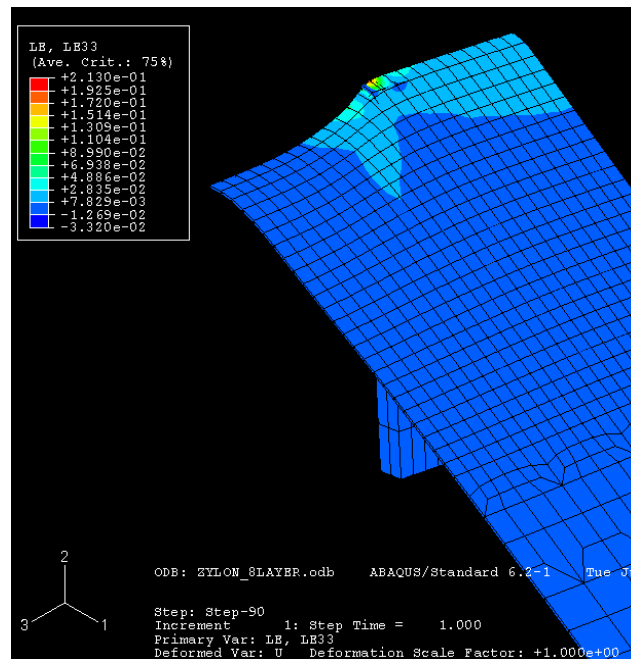 LE, LE33
(Ave. Crit.: 75%)
+2.130e-01
+1.925e-01
+1.720e-01
+1.514e-01
+1.309e-01
+1.104e-01
+8.990e-02
+6.938e-02
+4.886e-02
+2.835e-02
+7.829e-03
-1.269e-02
-3.320e-02
2
3 1
ODB: ZYLON_8LAYER.odb ABAQUS/Standard 6.2-1 Tue
Step: Step-90
Increment 1: Step Time = 1.000
Primary Var: LE, LE33
Deformed Var: U Deformation Scale Factor: +1.000e+00